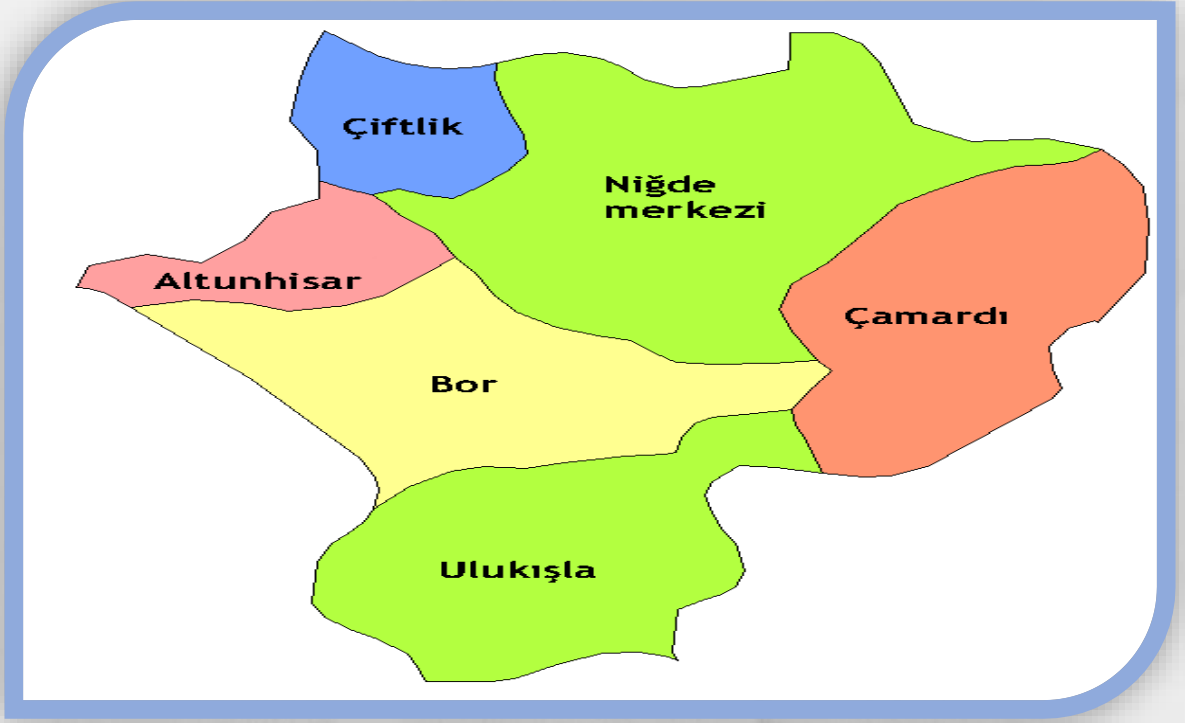 Çiftlik
Niğde
merkezi
Altunhisar
Çamardı
Bor
Ulukışla